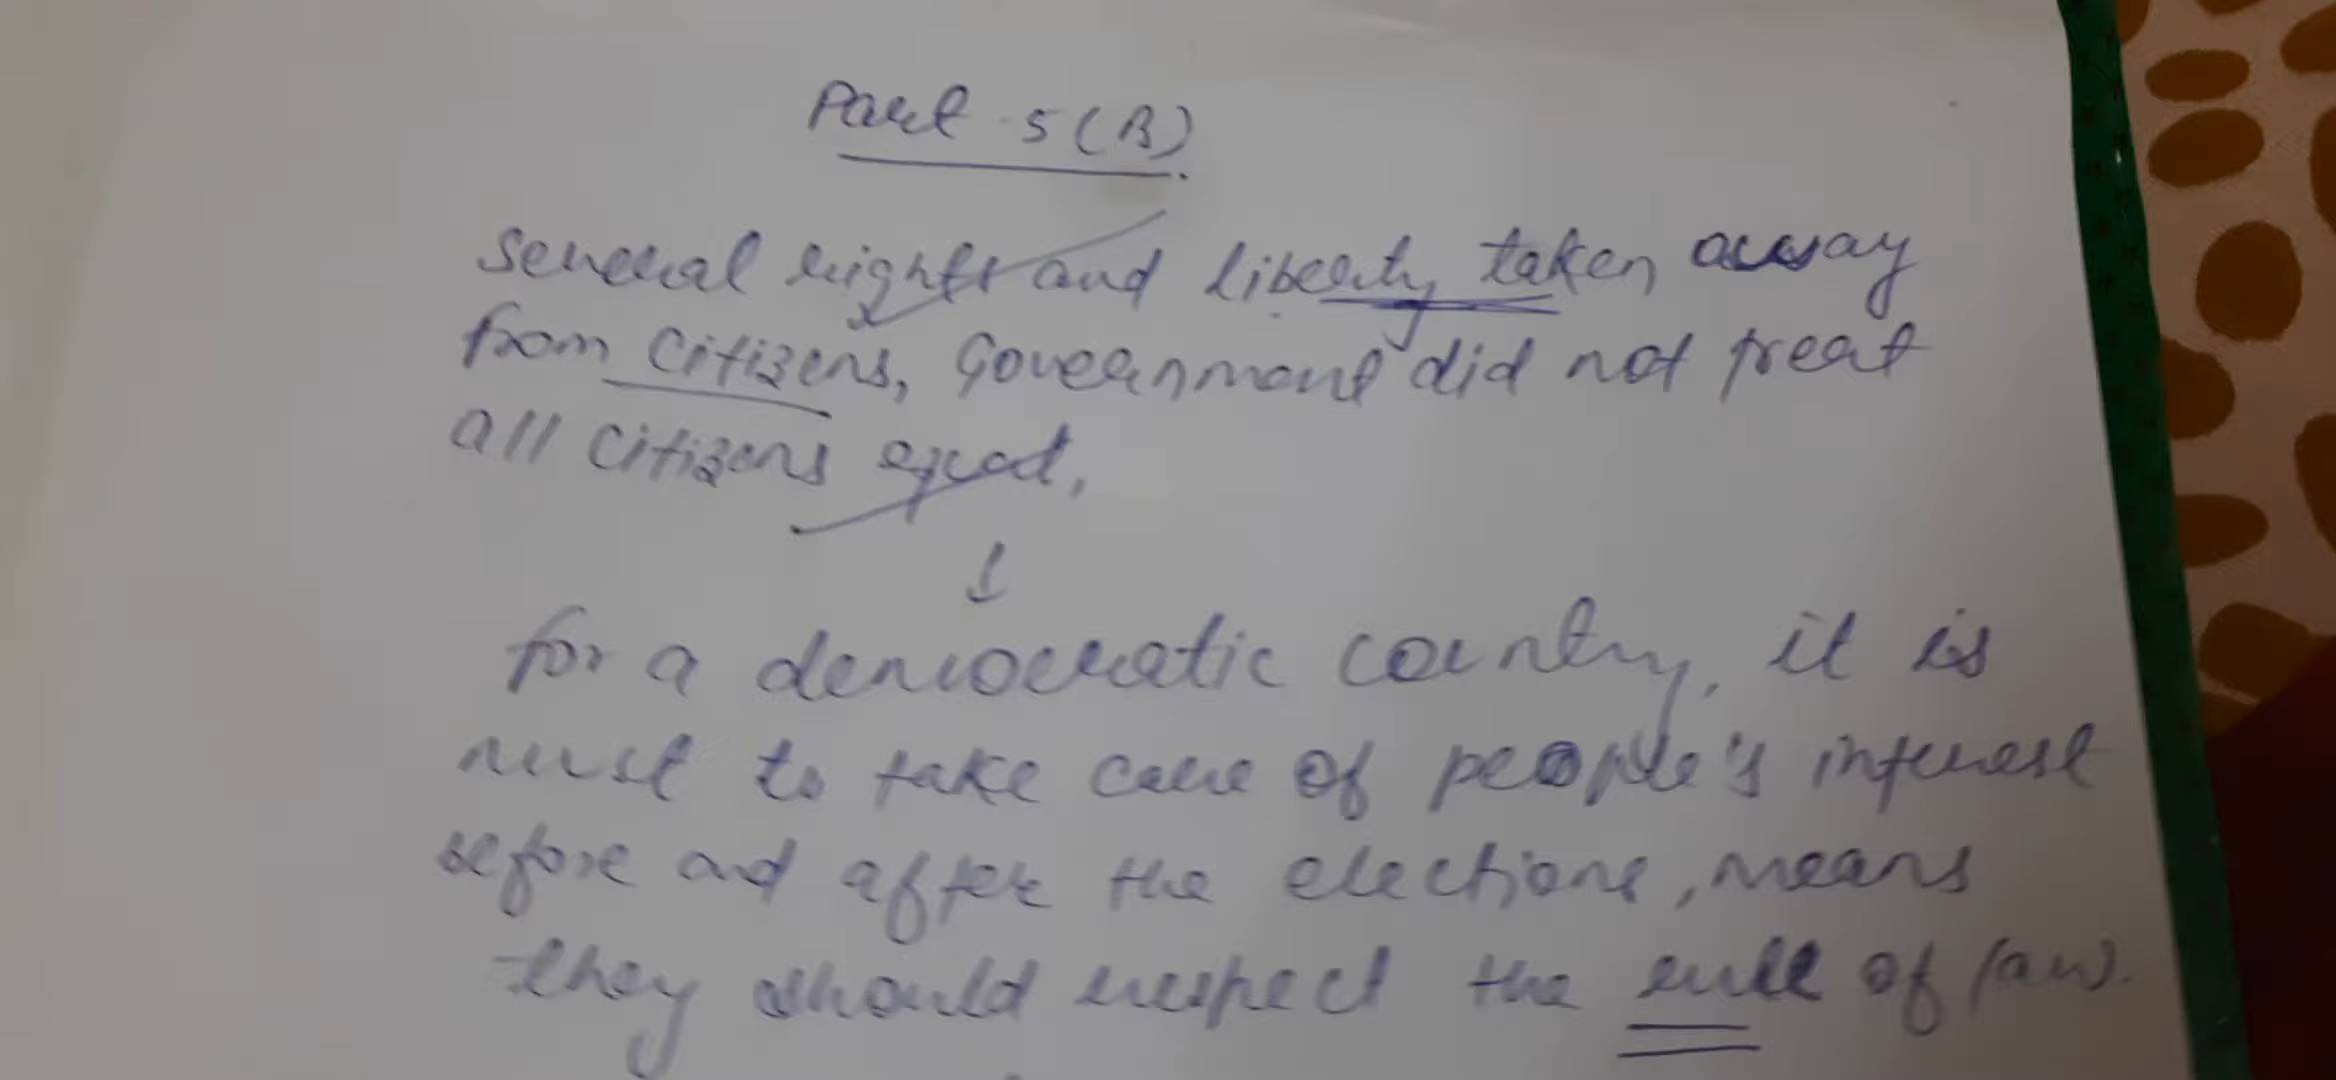 Part-5(B)
Several rights and liberty taken away
from citizens, Government did not treat
all citizens equal,
for a democratic country, it is
must to take care of people's interest
before and after the elections, means
they should respect the rule of law.